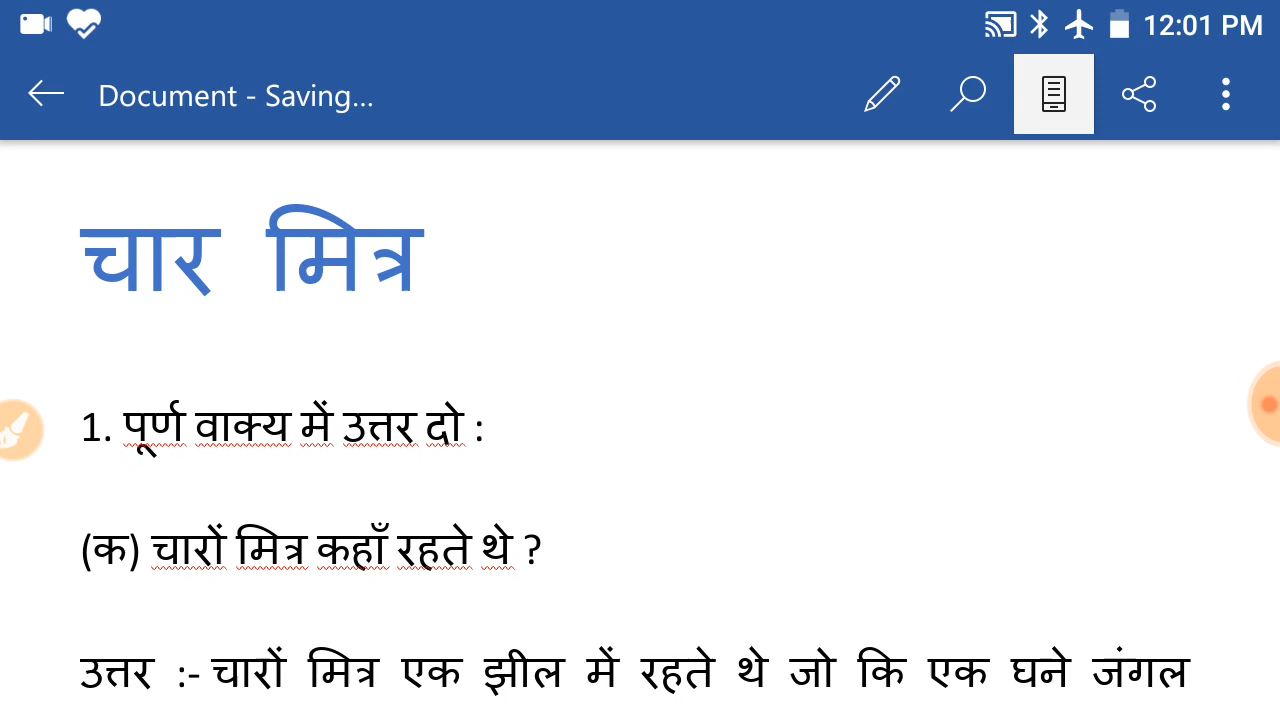 12:01 PM
Document - Saving...
चार मित्र
1. पूर्ण वाक्य में उत्तर दो :
(क) चारों मित्र कहाँ रहते थे ?
उत्तर :- चारों मित्र एक झील में रहते थे जो कि एक घने जंगल